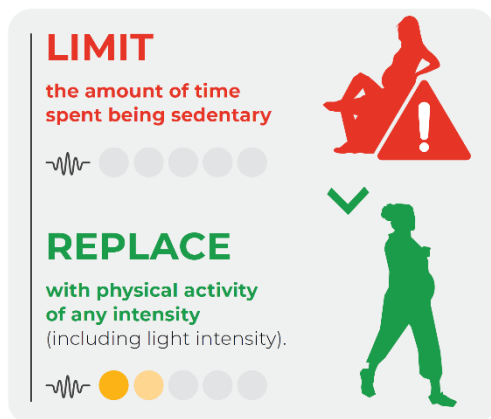 LIMIT
the amount of time
spent being sedentary
!
REPLACE
with physical activity
of any intensity
(including light intensity).